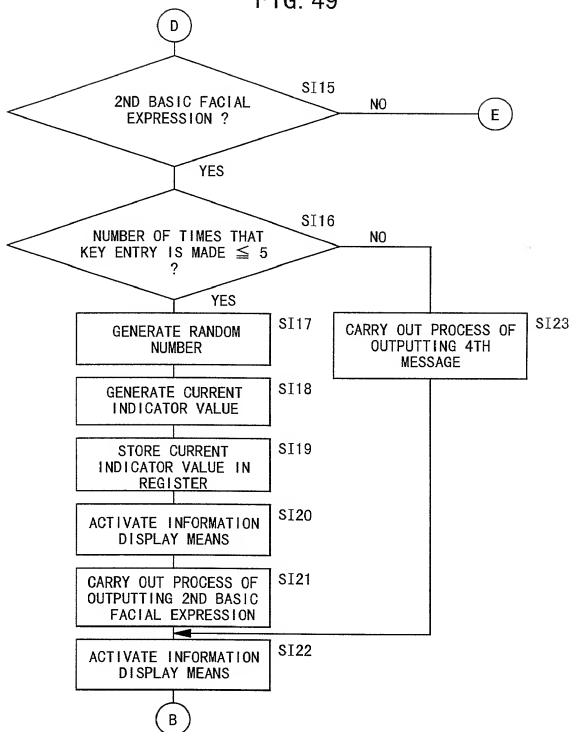 FIG. 49
D
SI15
2ND BASIC FACIAL
EXPRESSION ?
NO
E
YES
SI16
NUMBER OF TIMES THAT
KEY ENTRY IS MADE ≦ 5
?
NO
YES
GENERATE RANDOM
NUMBER
SI17
CARRY OUT PROCESS OF
OUTPUTTING 4TH
MESSAGE
SI23
GENERATE CURRENT
INDICATOR VALUE
SI18
STORE CURRENT
INDICATOR VALUE IN
REGISTER
SI19
ACTIVATE INFORMATION
DISPLAY MEANS
SI20
CARRY OUT PROCESS OF
OUTPUTTING 2ND BASIC
FACIAL EXPRESSION
SI21
ACTIVATE INFORMATION
DISPLAY MEANS
SI22
B